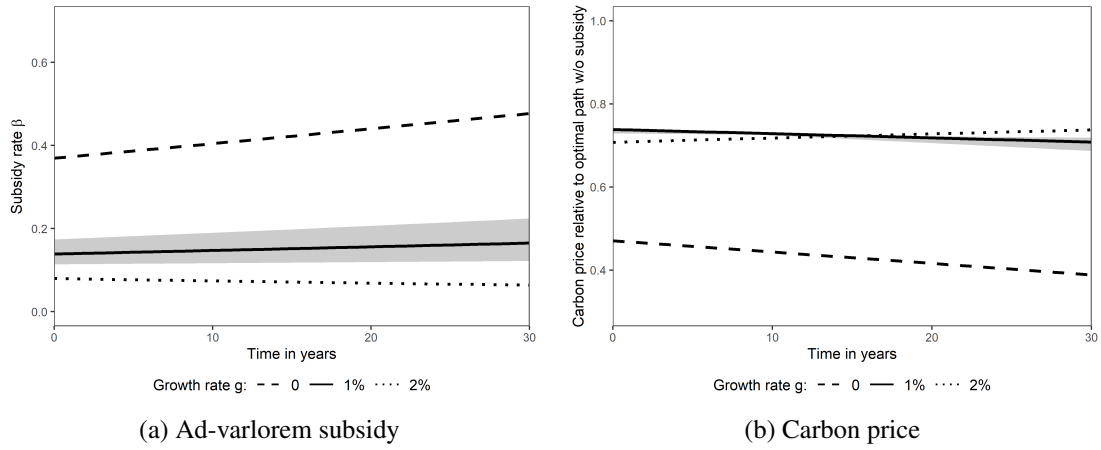 Subsidy rate β
0.6
0.4
0.2
0.0
0 10 20 30
Time in years
Growth rate g: 0 1% 2%
(a) Ad-varlorem subsidy
Carbon price relative to optimal path w/o subsidy
1.0
0.8
0.6
0.4
0 10 20 30
Time in years
Growth rate g: 0 1% 2%
(b) Carbon price